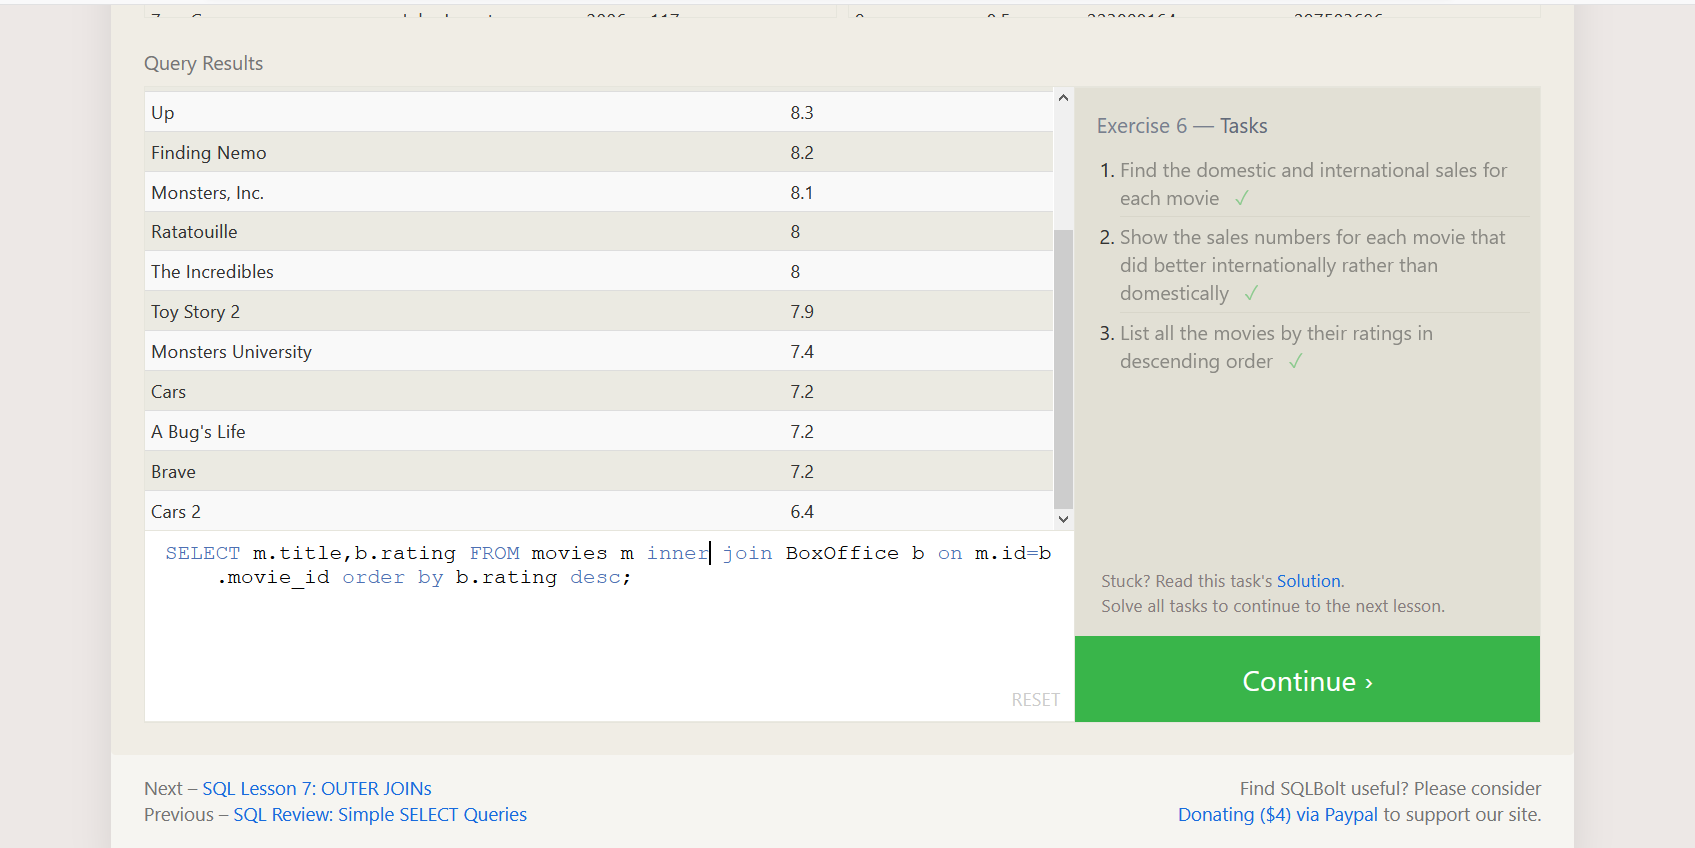 Query Results
Up 8.3
Finding Nemo 8.2
Monsters, Inc. 8.1
Ratatouille 8
The Incredibles 8
Toy Story 2 7.9
Monsters University 7.4
Cars 7.2
A Bug's Life 7.2
Brave 7.2
Cars 2 6.4
SELECT m.title,b.rating FROM movies m inner join BoxOffice b on m.id=b
.movie_id order by b.rating desc;
RESET
Exercise 6 — Tasks
1. Find the domestic and international sales for
each movie ✓
2. Show the sales numbers for each movie that
did better internationally rather than
domestically ✓
3. List all the movies by their ratings in
descending order ✓
Stuck? Read this task's Solution.
Solve all tasks to continue to the next lesson.
Continue ›
Next – SQL Lesson 7: OUTER JOINs
Previous – SQL Review: Simple SELECT Queries
Find SQLBolt useful? Please consider
Donating ($4) via Paypal to support our site.